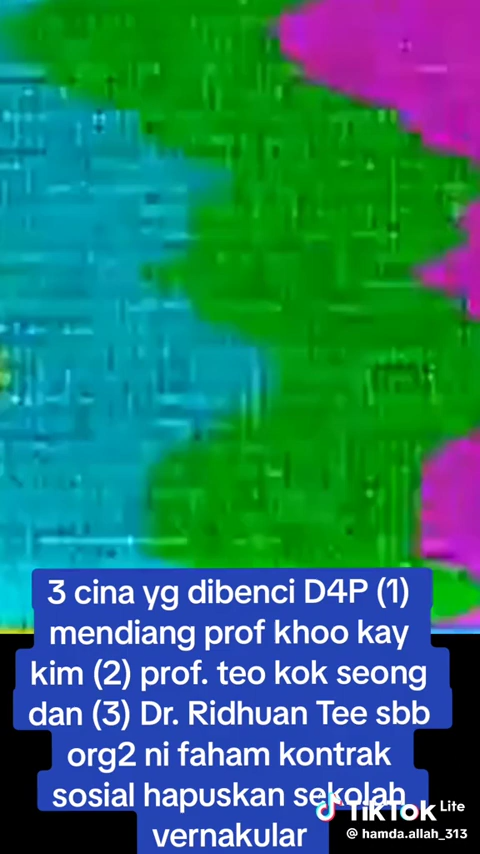 3 cina yg dibenci D4P (1)
mendiang prof khoo kay
kim (2) prof. teo kok seong
dan (3) Dr. Ridhuan Tee sbb
org2 ni faham kontrak
sosial hapuskan sekolah
vernakular
TikTok Lite
@ hamda.allah_313